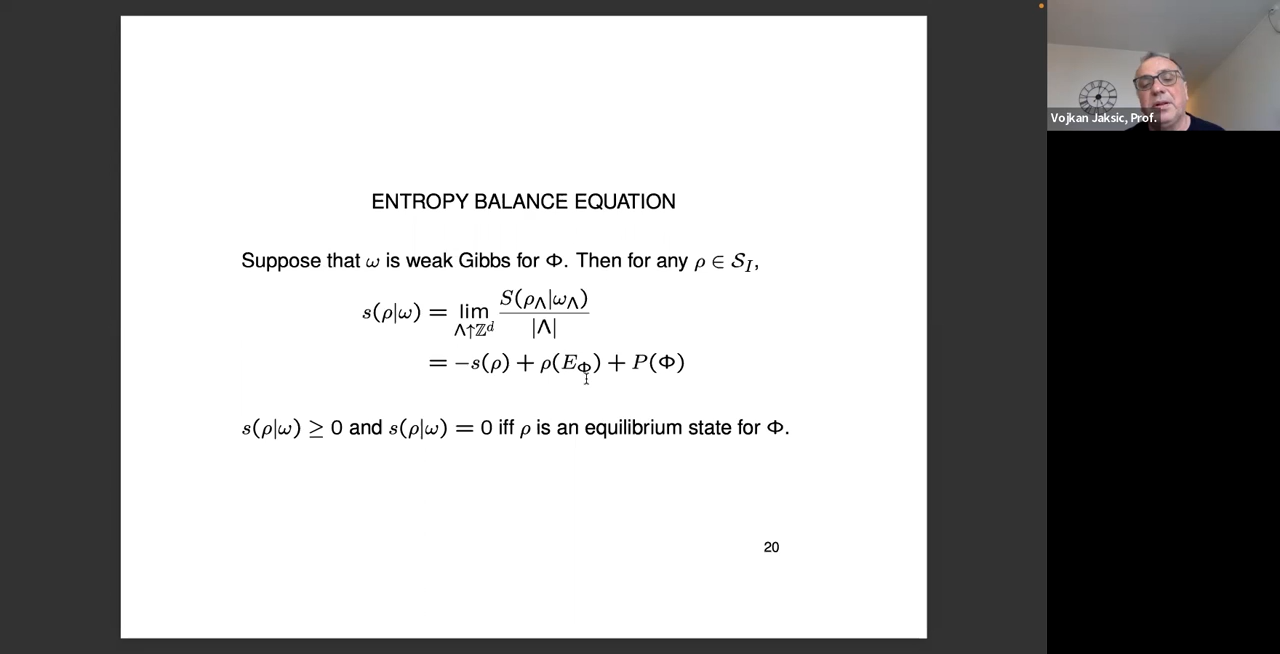 ENTROPY BALANCE EQUATION
Suppose that ω is weak Gibbs for Φ. Then for any ρ ∈ S_I,
s(ρ|ω) = lim_{Λ↑ℤ^d} S(ρ_Λ|ω_Λ) / |Λ|
= −s(ρ) + ρ(E_Φ) + P(Φ)
s(ρ|ω) ≥ 0 and s(ρ|ω) = 0 iff ρ is an equilibrium state for Φ.
20
Vojkan Jaksic, Prof.